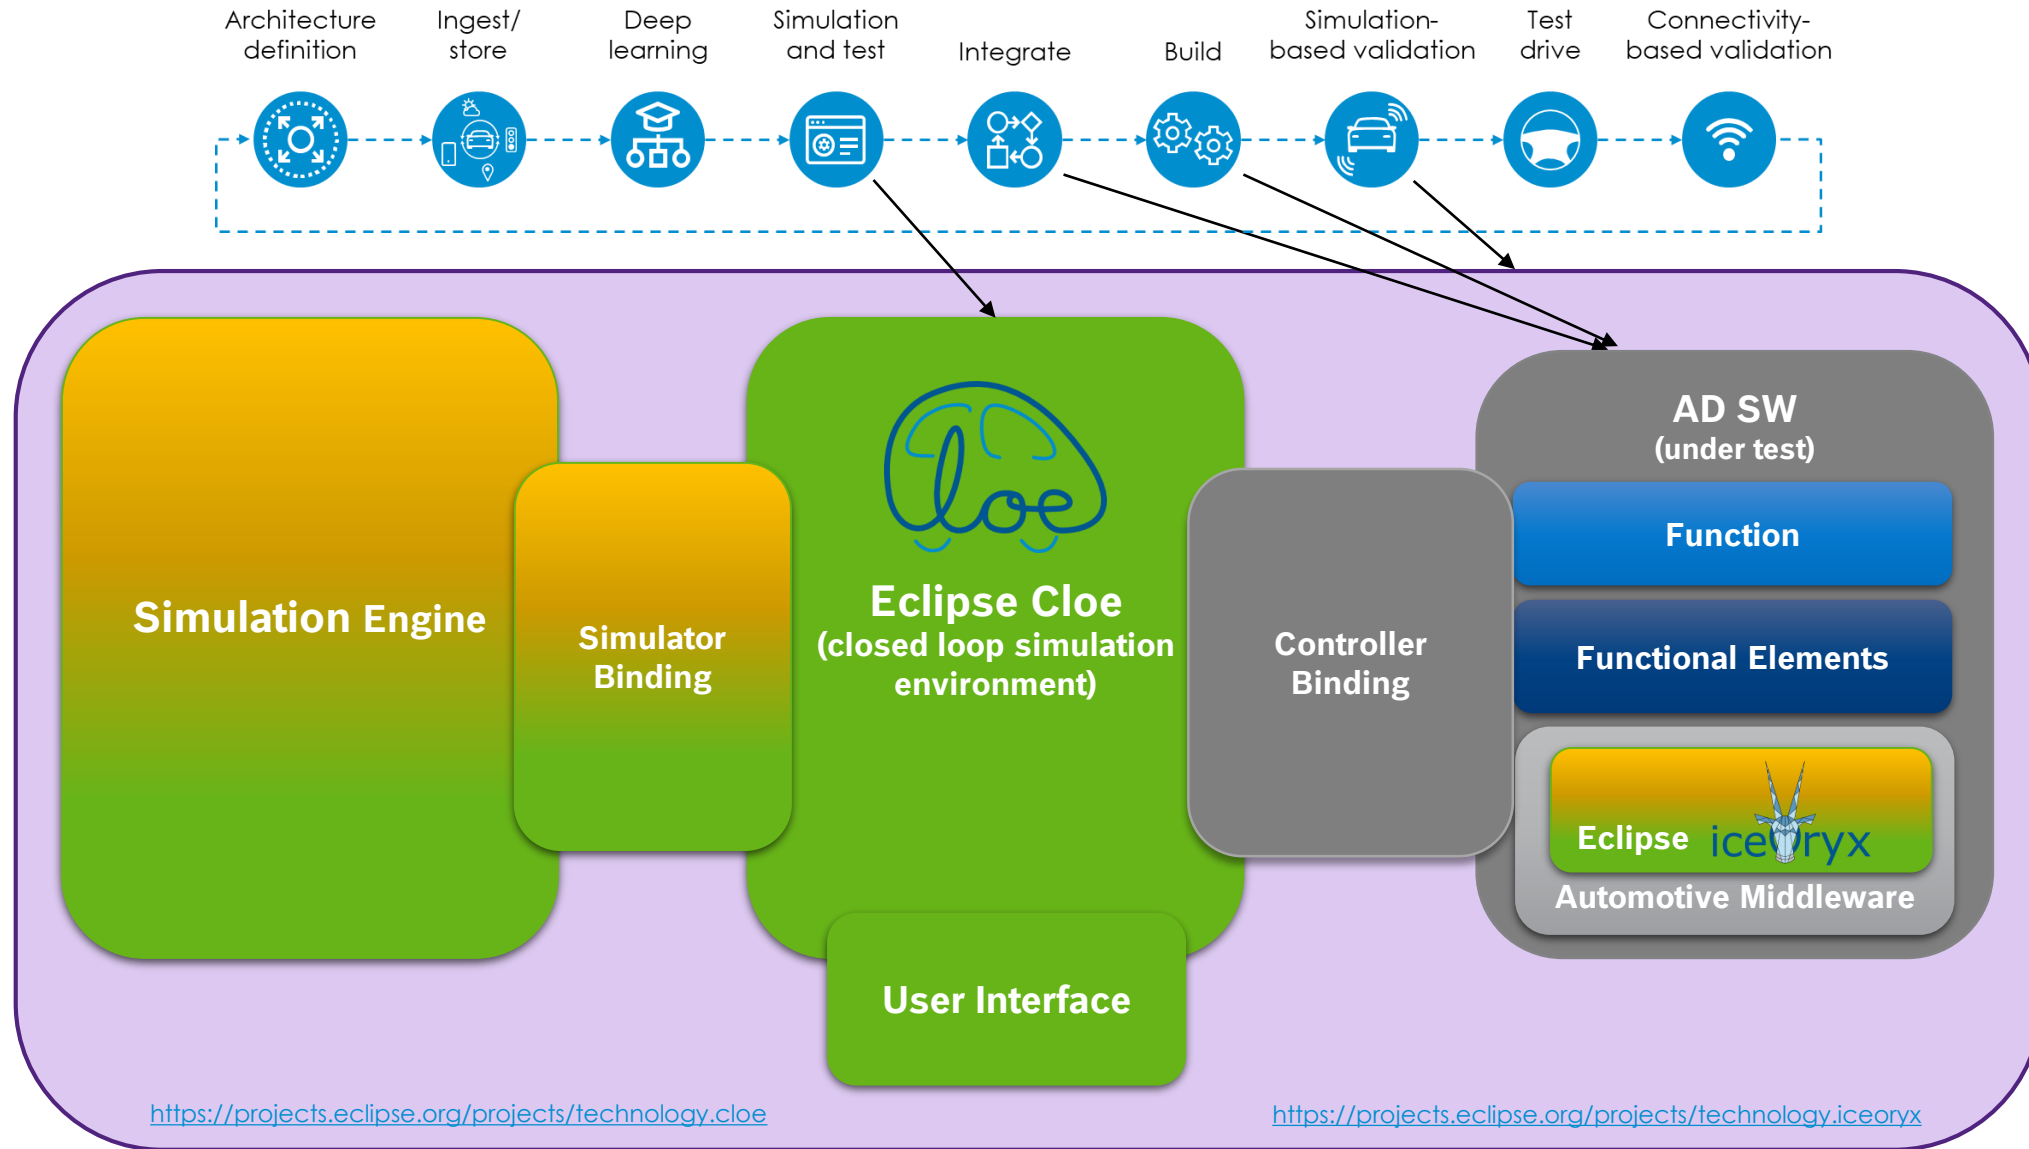 Architecture
definition
Ingest/
store
Deep
learning
Simulation
and test
Integrate
Build
Simulation-
based validation
Test
drive
Connectivity-
based validation
Simulation Engine
Simulator
Binding
Cloe
Eclipse Cloe
(closed loop simulation
environment)
User Interface
Controller
Binding
AD SW
(under test)
Function
Functional Elements
Eclipse iceOryx
Automotive Middleware
https://projects.eclipse.org/projects/technology.cloe
https://projects.eclipse.org/projects/technology.iceoryx